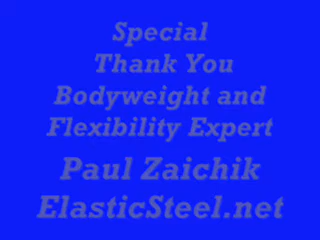 Special
Thank You
Bodyweight and
Flexibility Expert
Paul Zaichik
ElasticSteel.net